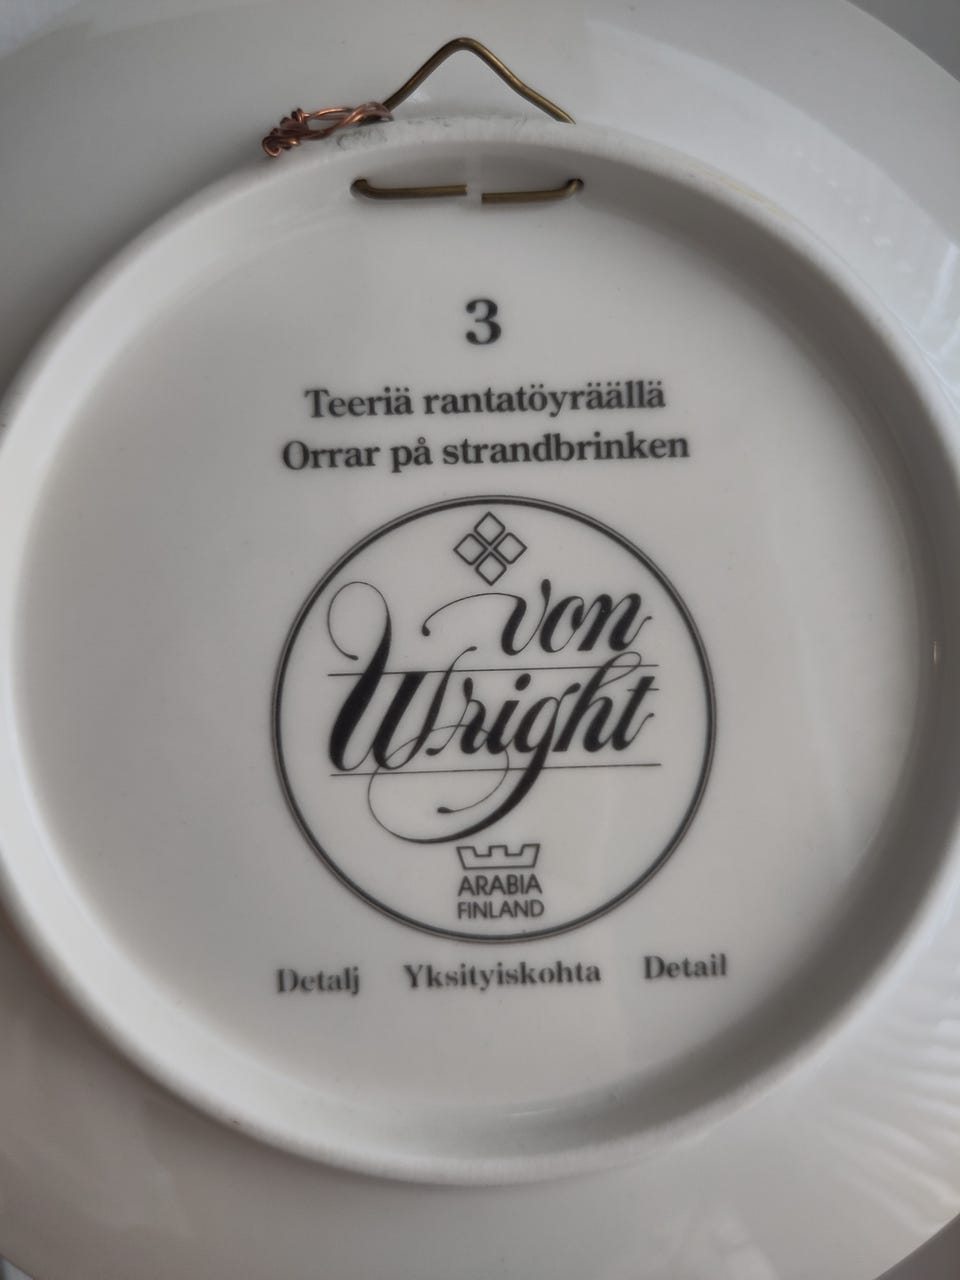 3
Teeriä rantatöyräällä
Orrar på strandbrinken
von
Wright
ARABIA
FINLAND
Detalj Yksityiskohta Detail